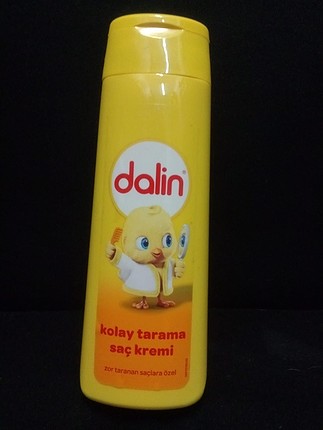 dalin®
kolay tarama
saç kremi
zor taranan saçlara özel